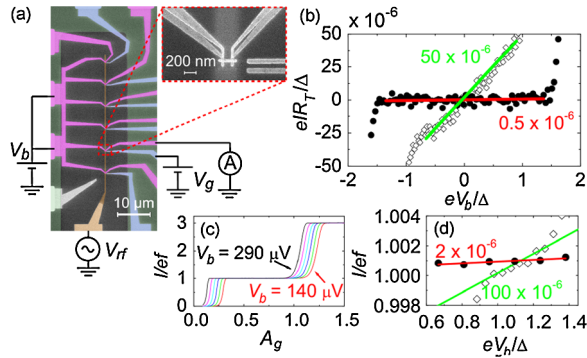 (a)
200 nm
V_b
A
V_g
10 μm
V_rf
(b)
50 x 10^-6
eIR_T/Δ
25
0
-25
-50
50 x 10^-6
0.5 x 10^-6
-2 -1 0 1 2
eV_b/Δ
(c)
I/ef
3
2
1
0
V_b = 290 μV
V_b = 140 μV
0.0 0.5 1.0 1.5
A_g
(d)
I/ef
1.004
1.002
1.000
0.998
2 x 10^-6
100 x 10^-6
0.6 0.8 1.0 1.2 1.4
eV_b/Δ